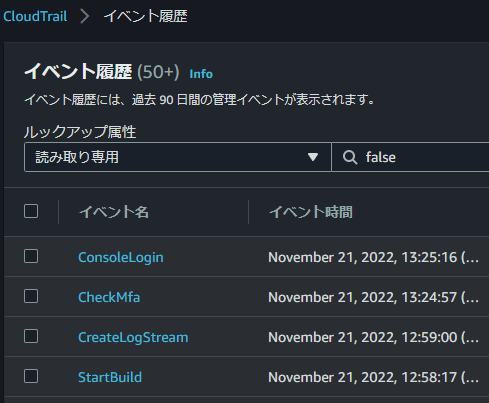 CloudTrail > イベント履歴
イベント履歴 (50+) Info
イベント履歴には、過去 90 日間の管理イベントが表示されます。
ルックアップ属性
読み取り専用 false
イベント名 イベント時間
ConsoleLogin November 21, 2022, 13:25:16 (...
CheckMfa November 21, 2022, 13:24:57 (...
CreateLogStream November 21, 2022, 12:59:00 (...
StartBuild November 21, 2022, 12:58:17 (...